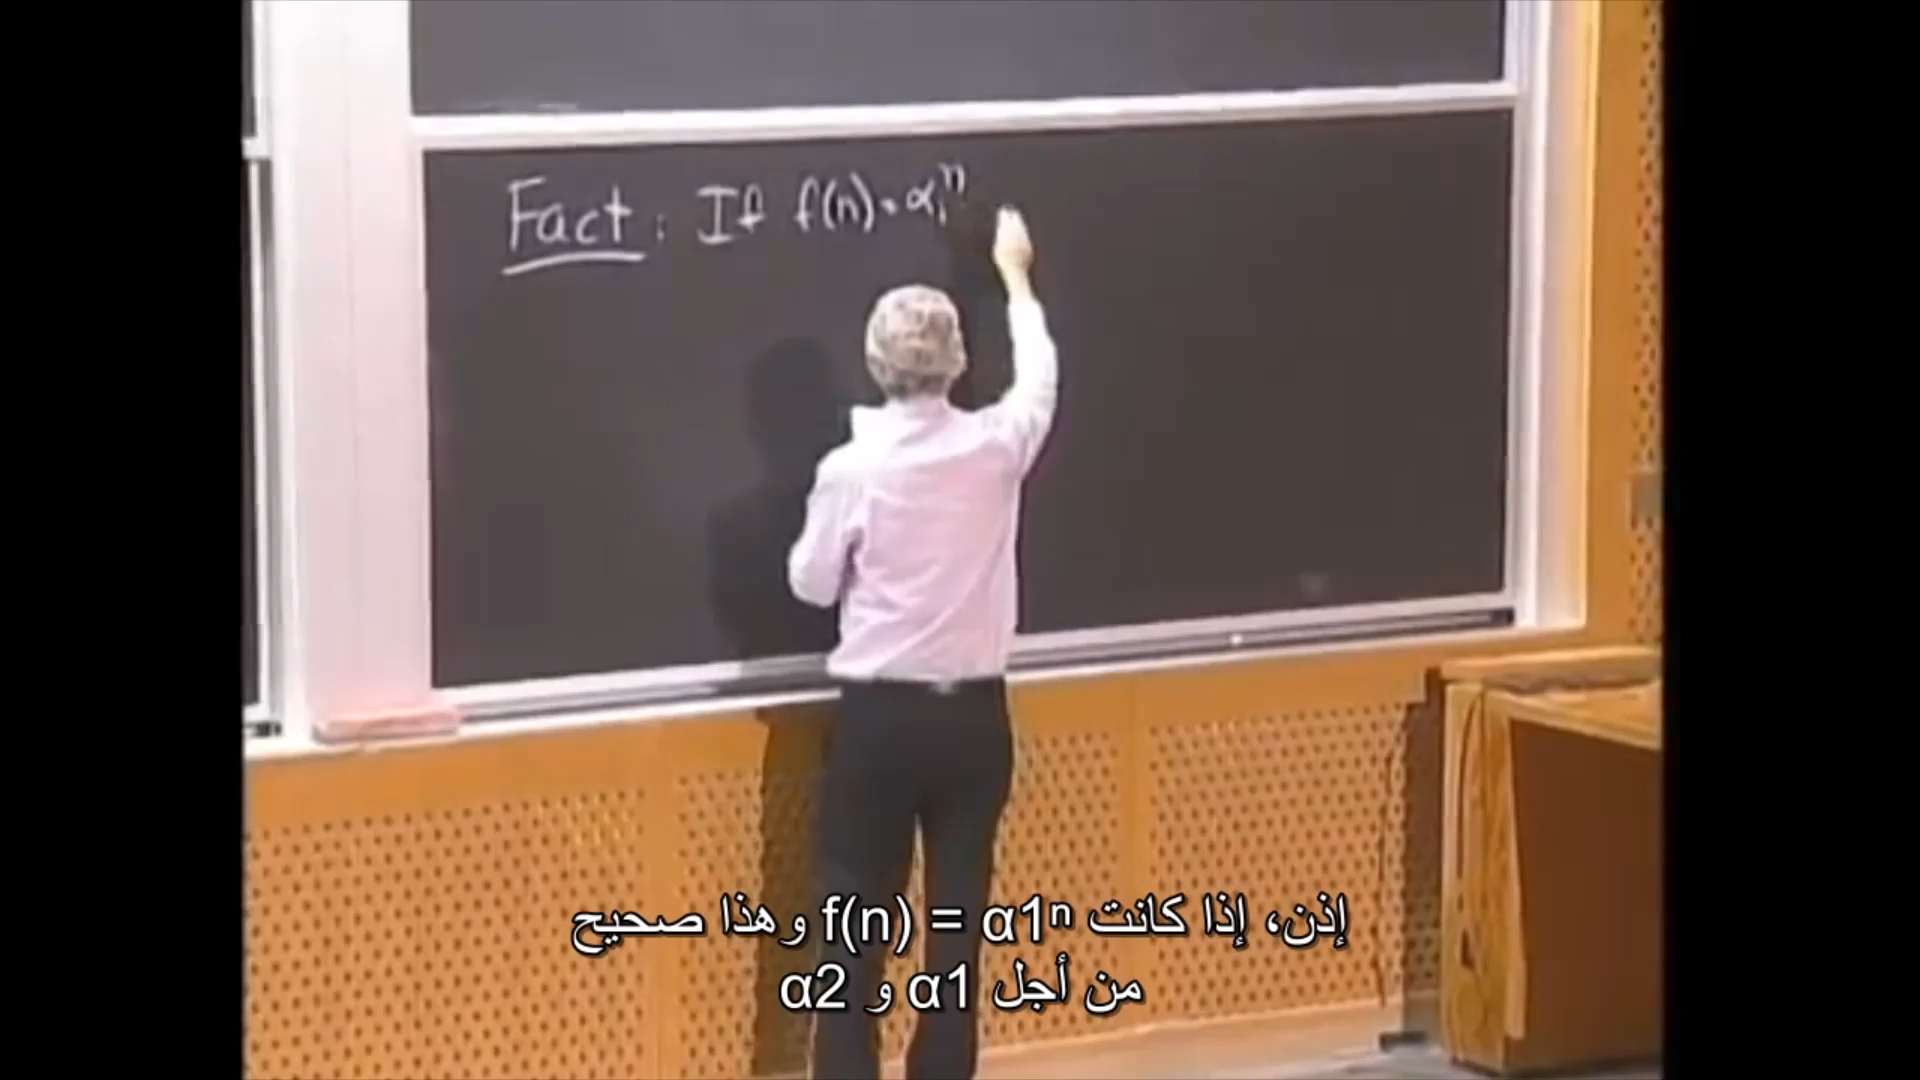 Fact: If f(n) = α₁ⁿ
إذن، إذا كانت f(n) = α1ⁿ وهذا صحيح
من أجل α1 و α2